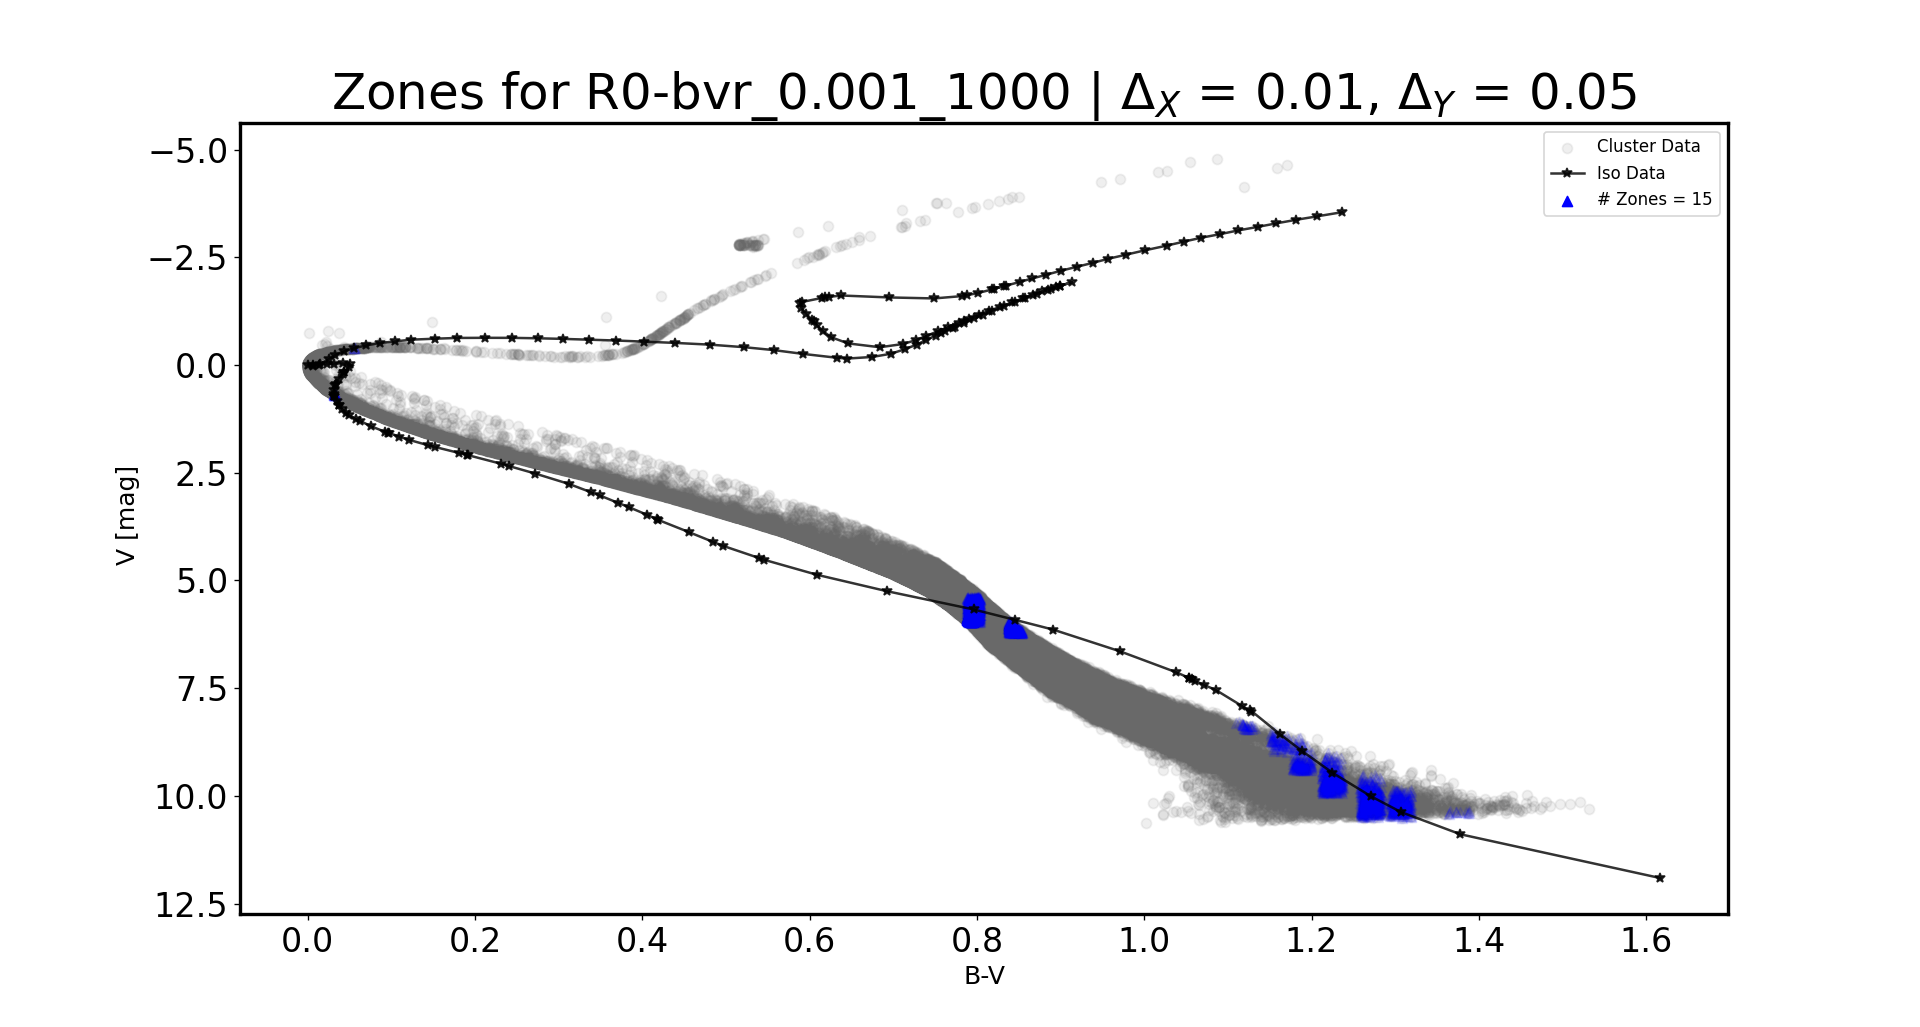 Zones for R0-bvr_0.001_1000 | Δ_X = 0.01, Δ_Y = 0.05
Cluster Data
Iso Data
# Zones = 15
−5.0
−2.5
0.0
2.5
5.0
7.5
10.0
12.5
V [mag]
0.0 0.2 0.4 0.6 0.8 1.0 1.2 1.4 1.6
B-V